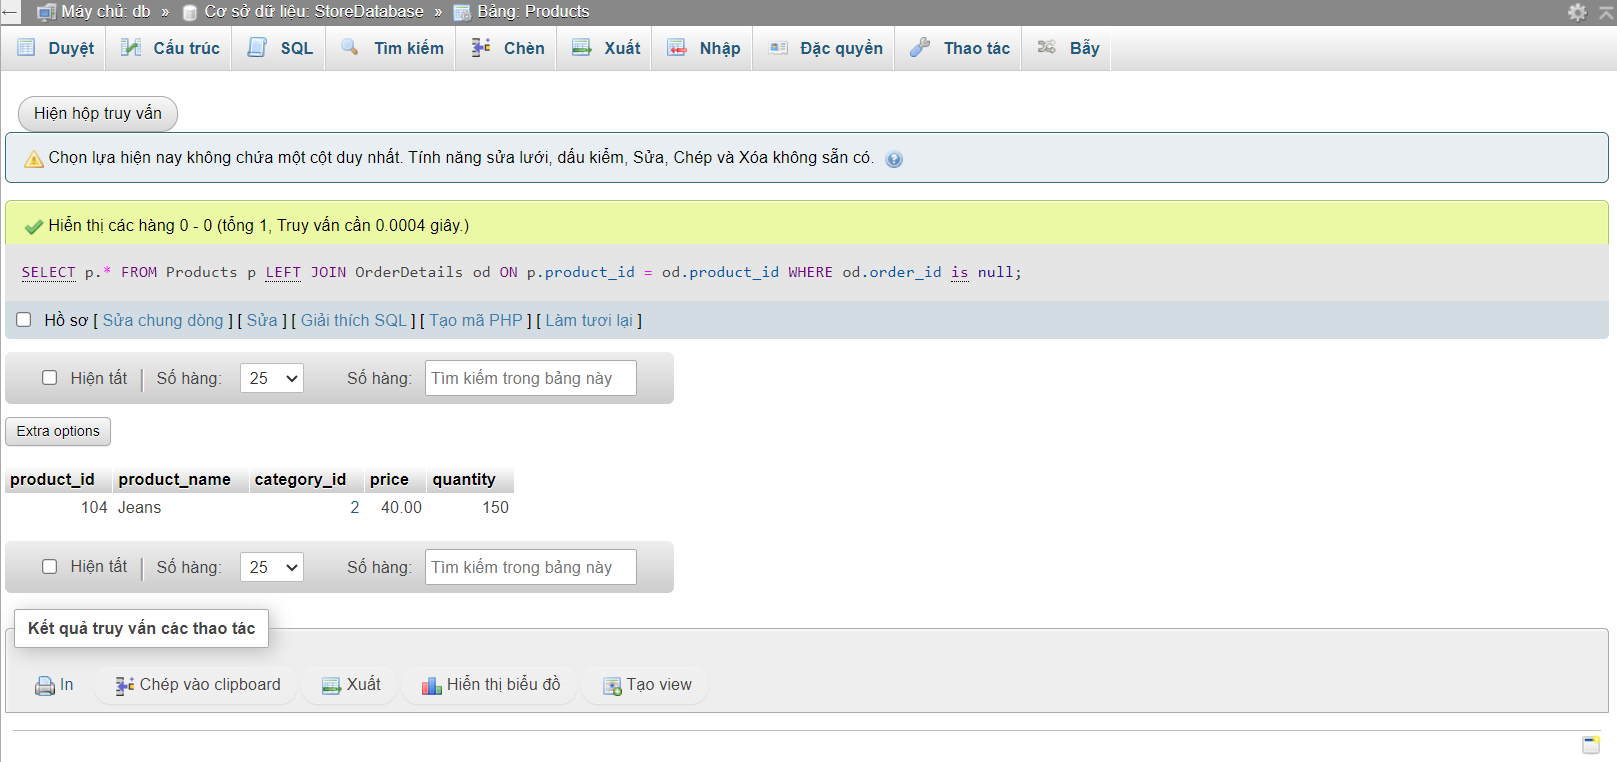 ← Máy chủ: db » Cơ sở dữ liệu: StoreDatabase » Bảng: Products
Duyệt Cấu trúc SQL Tìm kiếm Chèn Xuất Nhập Đặc quyền Thao tác Bẫy
Hiện hộp truy vấn
Chọn lựa hiện nay không chứa một cột duy nhất. Tính năng sửa lưới, dấu kiểm, Sửa, Chép và Xóa không sẵn có.
Hiển thị các hàng 0 - 0 (tổng 1, Truy vấn cần 0.0004 giây.)
SELECT p.* FROM Products p LEFT JOIN OrderDetails od ON p.product_id = od.product_id WHERE od.order_id is null;
Hồ sơ [ Sửa chung dòng ] [ Sửa ] [ Giải thích SQL ] [ Tạo mã PHP ] [ Làm tươi lại ]
Hiện tất | Số hàng: 25 Số hàng: Tìm kiếm trong bảng này
Extra options
product_id product_name category_id price quantity
104 Jeans 2 40.00 150
Hiện tất | Số hàng: 25 Số hàng: Tìm kiếm trong bảng này
Kết quả truy vấn các thao tác
In Chép vào clipboard Xuất Hiển thị biểu đồ Tạo view